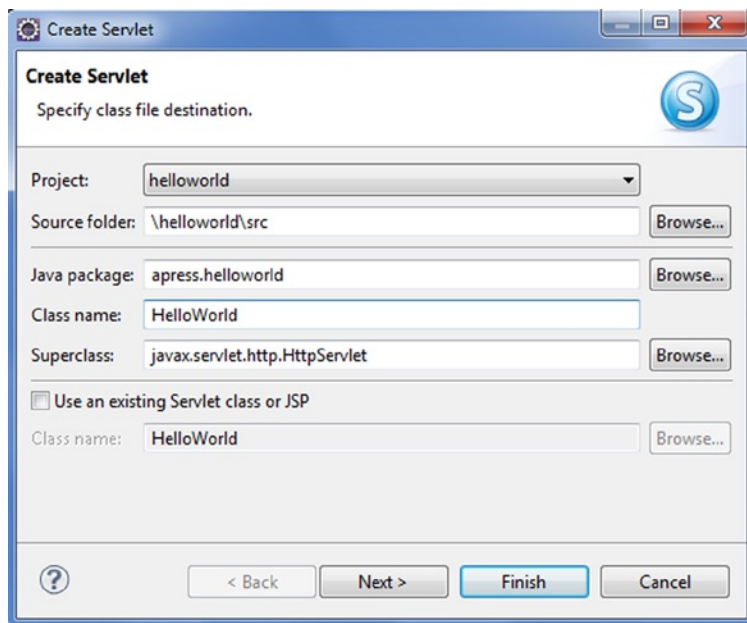 Create Servlet
Create Servlet
Specify class file destination.
S
Project: helloworld
Source folder: \helloworld\src Browse...
Java package: apress.helloworld Browse...
Class name: HelloWorld
Superclass: javax.servlet.http.HttpServlet Browse...
Use an existing Servlet class or JSP
Class name: HelloWorld Browse...
? < Back Next > Finish Cancel